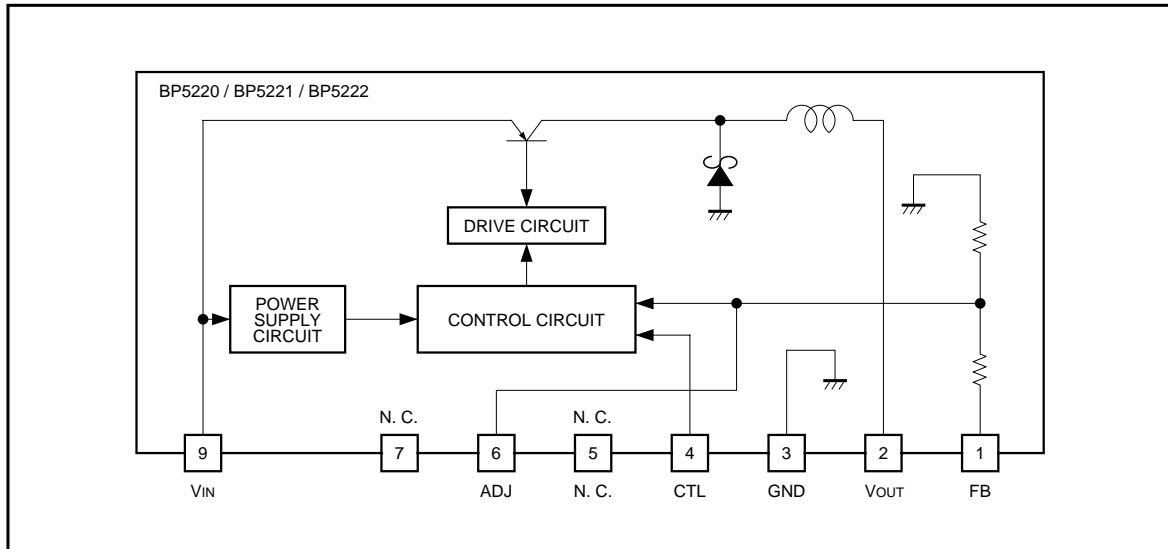 BP5220 / BP5221 / BP5222
DRIVE CIRCUIT
POWER
SUPPLY
CIRCUIT
CONTROL CIRCUIT
N. C.
N. C.
9
7
6
5
4
3
2
1
VIN
ADJ
N. C.
CTL
GND
VOUT
FB